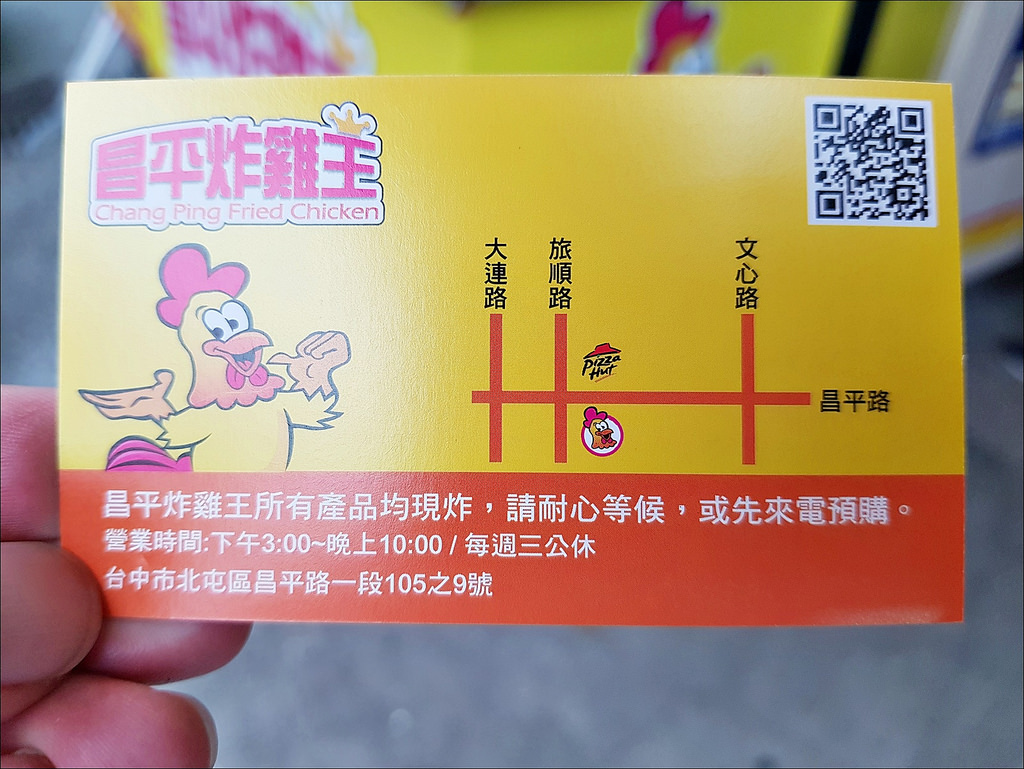 昌平炸雞王
Chang Ping Fried Chicken
大連路
旅順路
文心路
Pizza
Hut
昌平路
昌平炸雞王所有產品均現炸，請耐心等候，或先來電預購。
營業時間:下午3:00~晚上10:00 / 每週三公休
台中市北屯區昌平路一段105之9號